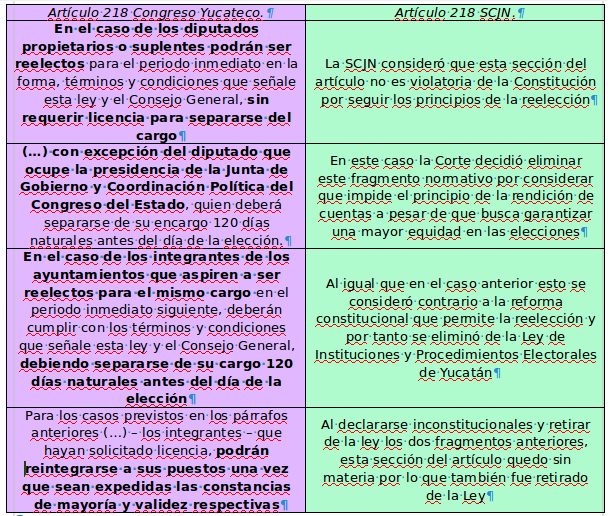 Artículo 218 Congreso Yucateco.¶
Artículo 218 SCJN.¶
En el caso de los diputados
propietarios o suplentes podrán ser
reelectos para el periodo inmediato en la
forma, términos y condiciones que señale
esta ley y el Consejo General, sin
requerir licencia para separarse del
cargo¶
La SCJN consideró que esta sección del
artículo no es violatoria de la Constitución
por seguir los principios de la reelección¶
(…) con excepción del diputado que
ocupe la presidencia de la Junta de
Gobierno y Coordinación Política del
Congreso del Estado, quien deberá
separarse de su encargo 120 días
naturales antes del día de la elección.¶
En este caso la Corte decidió eliminar
este fragmento normativo por considerar
que impide el principio de la rendición de
cuentas a pesar de que busca garantizar
una mayor equidad en las elecciones¶
En el caso de los integrantes de los
ayuntamientos que aspiren a ser
reelectos para el mismo cargo en el
periodo inmediato siguiente, deberán
cumplir con los términos y condiciones
que señale esta ley y el Consejo General,
debiendo separarse de su cargo 120
días naturales antes del día de la
elección¶
Al igual que en el caso anterior esto se
consideró contrario a la reforma
constitucional que permite la reelección y
por tanto se eliminó de la Ley de
Instituciones y Procedimientos Electorales
de Yucatán¶
Para los casos previstos en los párrafos
anteriores (…) – los integrantes – que
hayan solicitado licencia, podrán
reintegrarse a sus puestos una vez
que sean expedidas las constancias
de mayoría y validez respectivas¶
Al declararse inconstitucionales y retirar
de la ley los dos fragmentos anteriores,
esta sección del artículo quedo sin
materia por lo que también fue retirado
de la Ley¶